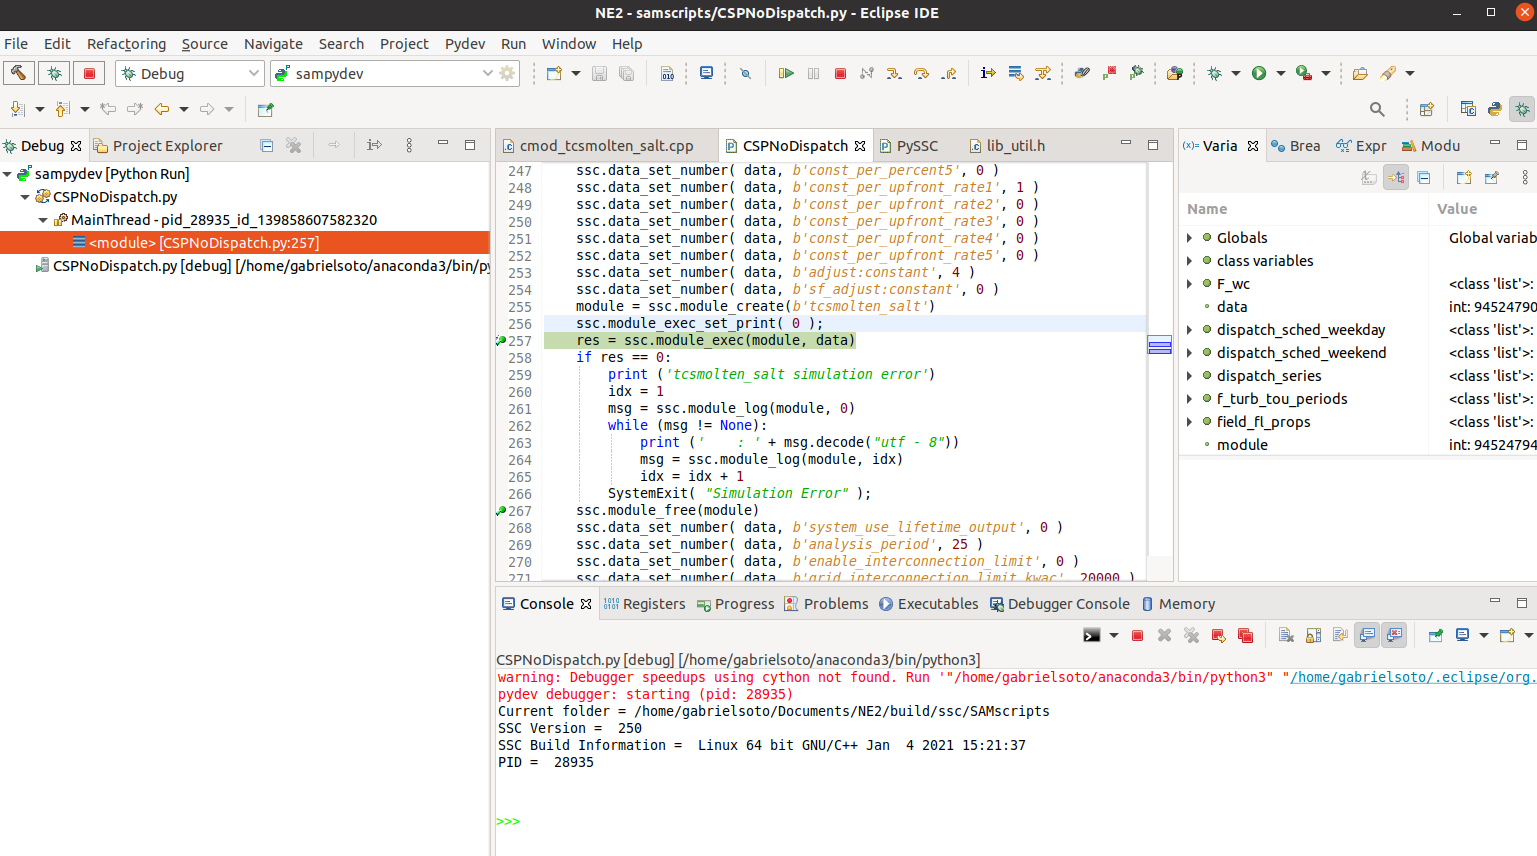 NE2 - samscripts/CSPNoDispatch.py - Eclipse IDE
File Edit Refactoring Source Navigate Search Project Pydev Run Window Help
Debug sampydev
Debug Project Explorer
sampydev [Python Run]
CSPNoDispatch.py
MainThread - pid_28935_id_139858607582320
<module> [CSPNoDispatch.py:257]
CSPNoDispatch.py [debug] [/home/gabrielsoto/anaconda3/bin/py
cmod_tcsmolten_salt.cpp CSPNoDispatch PySSC lib_util.h
247 ssc.data_set_number( data, b'const_per_percent5', 0 )
248 ssc.data_set_number( data, b'const_per_upfront_rate1', 1 )
249 ssc.data_set_number( data, b'const_per_upfront_rate2', 0 )
250 ssc.data_set_number( data, b'const_per_upfront_rate3', 0 )
251 ssc.data_set_number( data, b'const_per_upfront_rate4', 0 )
252 ssc.data_set_number( data, b'const_per_upfront_rate5', 0 )
253 ssc.data_set_number( data, b'adjust:constant', 4 )
254 ssc.data_set_number( data, b'sf_adjust:constant', 0 )
255 module = ssc.module_create(b'tcsmolten_salt')
256 ssc.module_exec_set_print( 0 );
257 res = ssc.module_exec(module, data)
258 if res == 0:
259 print ('tcsmolten_salt simulation error')
260 idx = 1
261 msg = ssc.module_log(module, 0)
262 while (msg != None):
263 print ('    : ' + msg.decode("utf - 8"))
264 msg = ssc.module_log(module, idx)
265 idx = idx + 1
266 SystemExit( "Simulation Error" );
267 ssc.module_free(module)
268 ssc.data_set_number( data, b'system_use_lifetime_output', 0 )
269 ssc.data_set_number( data, b'analysis_period', 25 )
270 ssc.data_set_number( data, b'enable_interconnection_limit', 0 )
271 ssc.data_set_number( data, b'grid_interconnection_limit_kwac', 20000 )
Varia Brea Expr Modu
Name Value
Globals Global variab
class variables
F_wc <class 'list'>:
data int: 94524790
dispatch_sched_weekday <class 'list'>:
dispatch_sched_weekend <class 'list'>:
dispatch_series <class 'list'>:
f_turb_tou_periods <class 'list'>:
field_fl_props <class 'list'>:
module int: 94524794
Console Registers Progress Problems Executables Debugger Console Memory
CSPNoDispatch.py [debug] [/home/gabrielsoto/anaconda3/bin/python3]
warning: Debugger speedups using cython not found. Run '"/home/gabrielsoto/anaconda3/bin/python3" "/home/gabrielsoto/.eclipse/org.
pydev debugger: starting (pid: 28935)
Current folder = /home/gabrielsoto/Documents/NE2/build/ssc/SAMscripts
SSC Version =  250
SSC Build Information =  Linux 64 bit GNU/C++ Jan  4 2021 15:21:37
PID =  28935
>>>